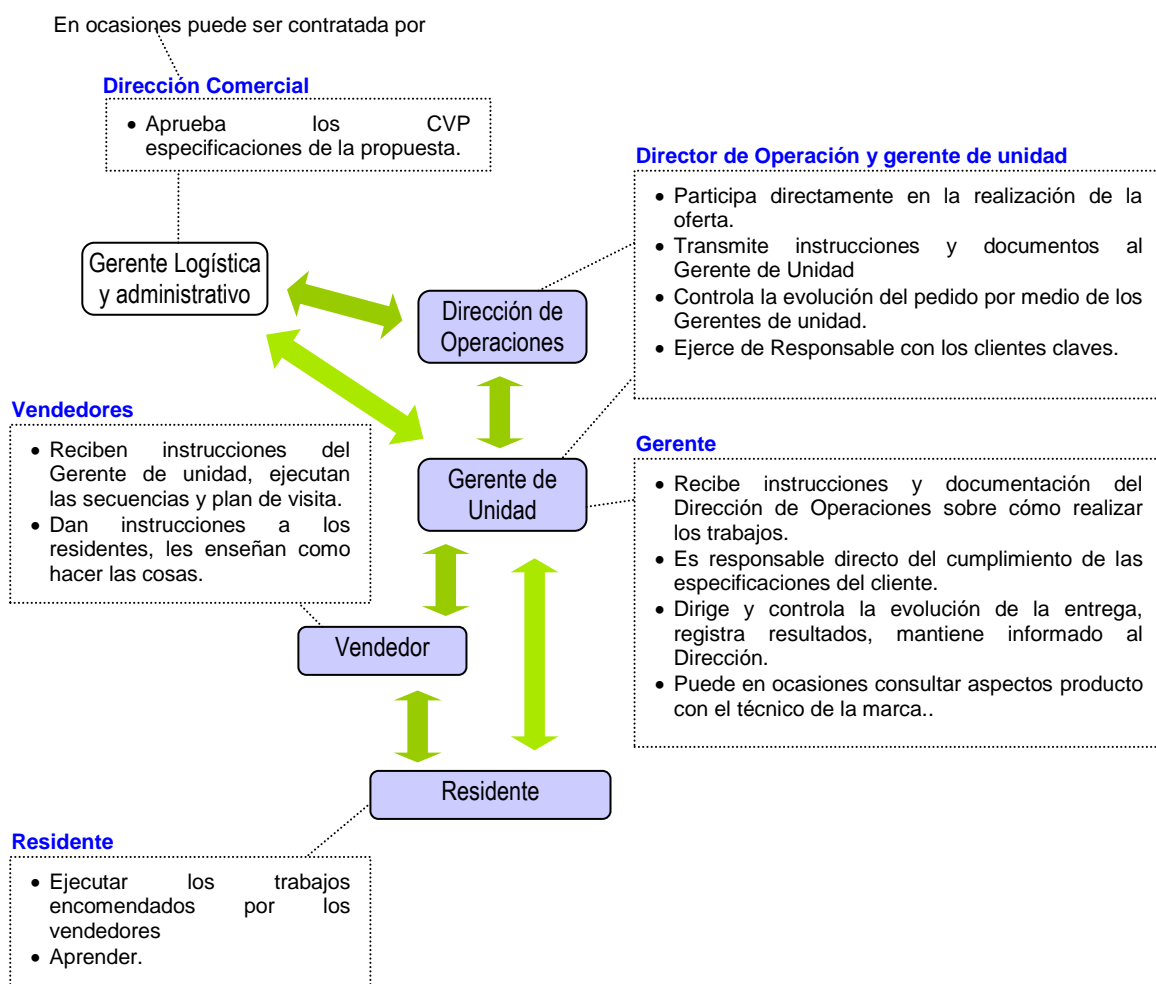 En ocasiones puede ser contratada por
Dirección Comercial
• Aprueba los CVP
especificaciones de la propuesta.
Director de Operación y gerente de unidad
• Participa directamente en la realización de la
oferta.
• Transmite instrucciones y documentos al
Gerente de Unidad
• Controla la evolución del pedido por medio de los
Gerentes de unidad.
• Ejerce de Responsable con los clientes claves.
Gerente Logística
y administrativo
Dirección de
Operaciones
Vendedores
• Reciben instrucciones del
Gerente de unidad, ejecutan
las secuencias y plan de visita.
• Dan instrucciones a los
residentes, les enseñan como
hacer las cosas.
Gerente de
Unidad
Gerente
• Recibe instrucciones y documentación del
Dirección de Operaciones sobre cómo realizar
los trabajos.
• Es responsable directo del cumplimiento de las
especificaciones del cliente.
• Dirige y controla la evolución de la entrega,
registra resultados, mantiene informado al
Dirección.
• Puede en ocasiones consultar aspectos producto
con el técnico de la marca..
Vendedor
Residente
Residente
• Ejecutar los trabajos
encomendados por los
vendedores
• Aprender.